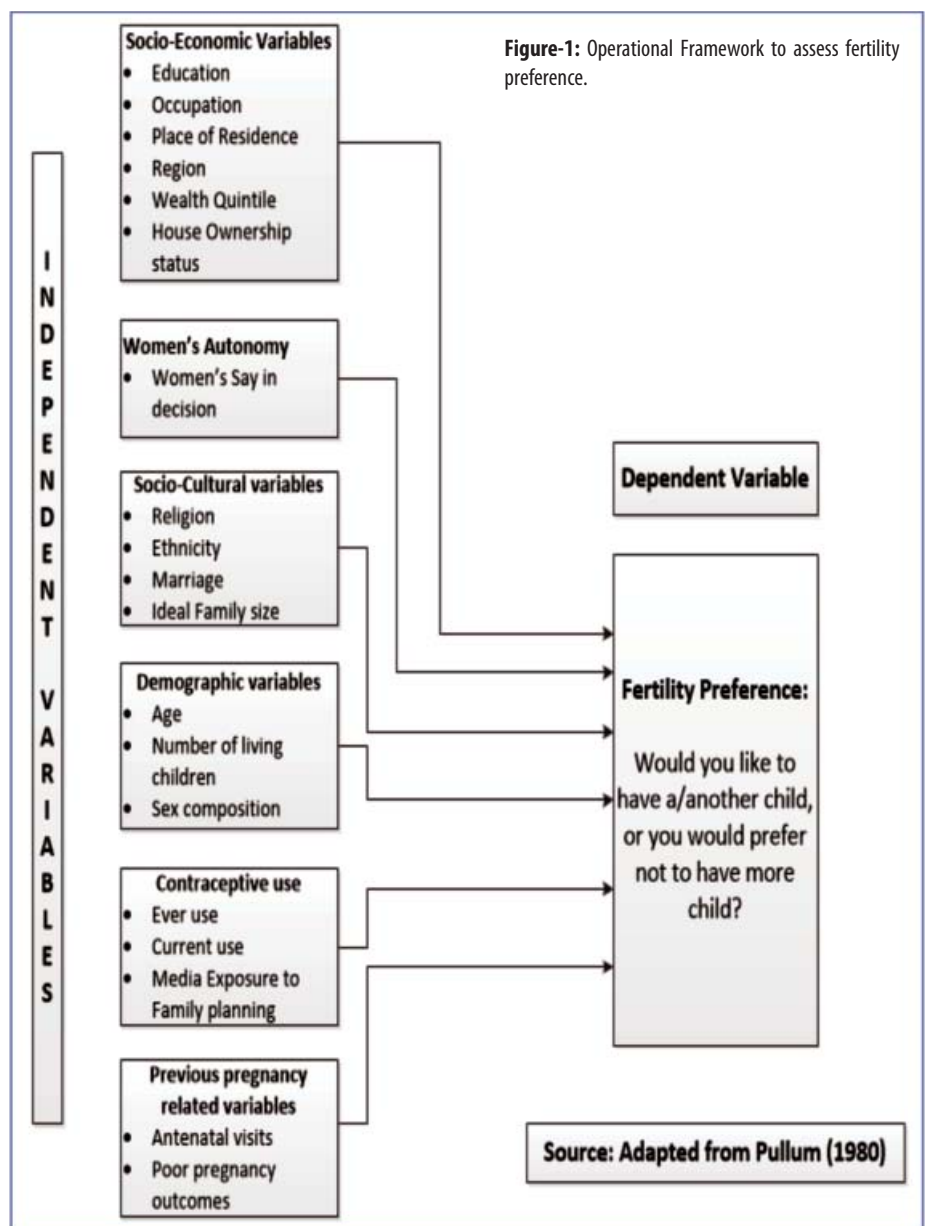 Figure-1: Operational Framework to assess fertility
preference.
INDEPENDENT VARIABLES
Socio-Economic Variables
• Education
• Occupation
• Place of Residence
• Region
• Wealth Quintile
• House Ownership
status
Women's Autonomy
• Women's Say in
decision
Socio-Cultural variables
• Religion
• Ethnicity
• Marriage
• Ideal Family size
Demographic variables
• Age
• Number of living
children
• Sex composition
Contraceptive use
• Ever use
• Current use
• Media Exposure to
Family planning
Previous pregnancy
related variables
• Antenatal visits
• Poor pregnancy
outcomes
Dependent Variable
Fertility Preference:
Would you like to
have a/another child,
or you would prefer
not to have more
child?
Source: Adapted from Pullum (1980)